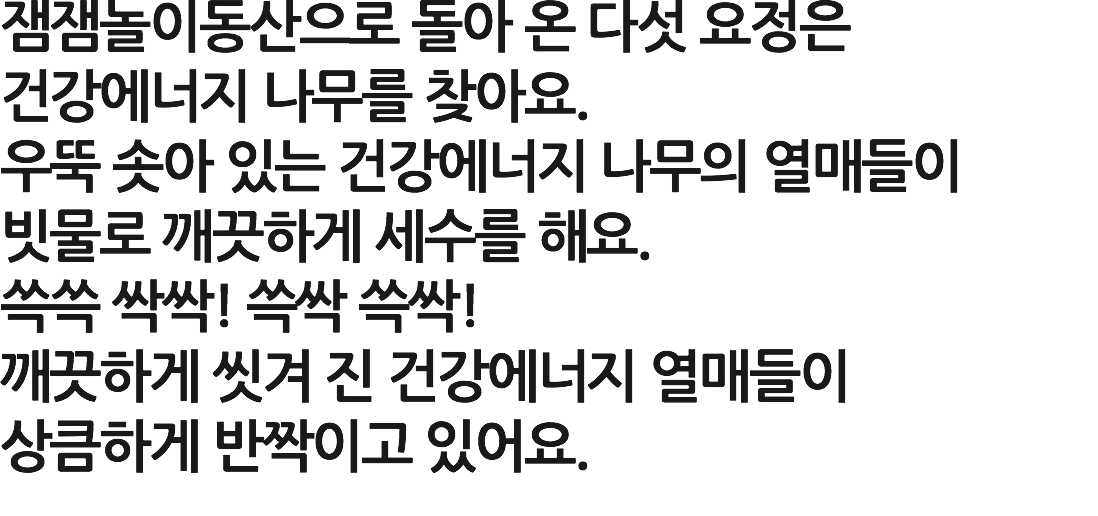 잼잼놀이동산으로 돌아 온 다섯 요정은
건강에너지 나무를 찾아요.
우뚝 솟아 있는 건강에너지 나무의 열매들이
빗물로 깨끗하게 세수를 해요.
쓱쓱 싹싹! 쓱싹 쓱싹!
깨끗하게 씻겨 진 건강에너지 열매들이
상큼하게 반짝이고 있어요.